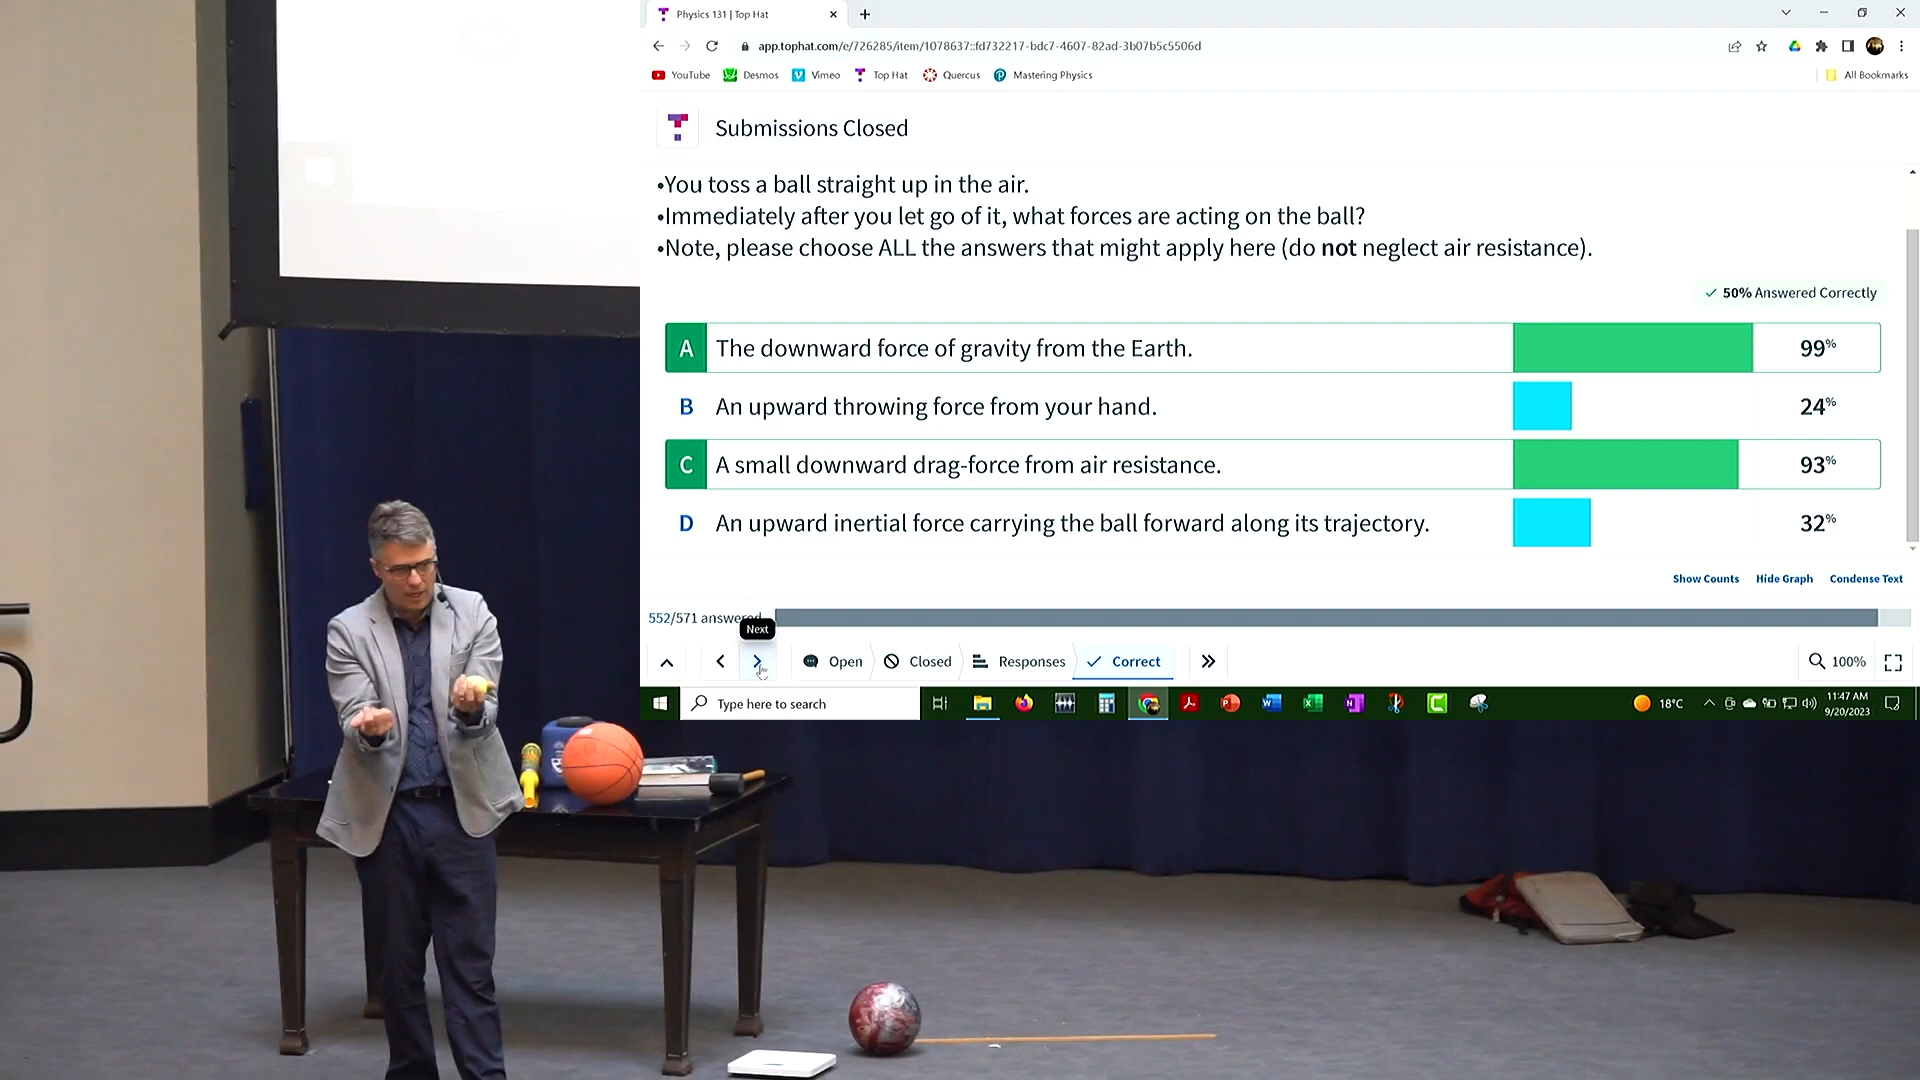 Physics 131 | Top Hat
app.tophat.com/e/726285/item/1078637::fd732217-bdc7-4607-82ad-3b07b5c5506d
YouTube Desmos Vimeo Top Hat Quercus Mastering Physics All Bookmarks
Submissions Closed
•You toss a ball straight up in the air.
•Immediately after you let go of it, what forces are acting on the ball?
•Note, please choose ALL the answers that might apply here (do not neglect air resistance).
50% Answered Correctly
A The downward force of gravity from the Earth. 99%
B An upward throwing force from your hand. 24%
C A small downward drag-force from air resistance. 93%
D An upward inertial force carrying the ball forward along its trajectory. 32%
Show Counts Hide Graph Condense Text
552/571 answered
Next
Open Closed Responses Correct 100%
Type here to search 18°C 11:47 AM
9/20/2023